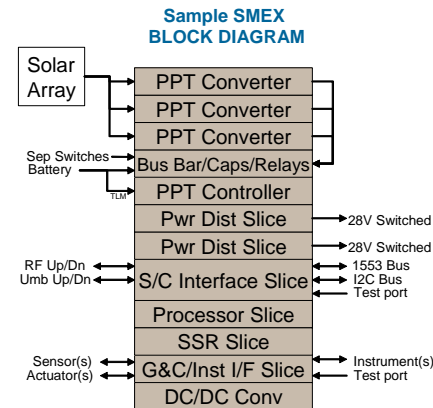 Sample SMEX
BLOCK DIAGRAM
Solar
Array
PPT Converter
PPT Converter
PPT Converter
Sep Switches
Battery
Bus Bar/Caps/Relays
TLM
PPT Controller
Pwr Dist Slice
28V Switched
Pwr Dist Slice
28V Switched
RF Up/Dn
Umb Up/Dn
S/C Interface Slice
1553 Bus
I2C Bus
Test port
Processor Slice
SSR Slice
Sensor(s)
Actuator(s)
G&C/Inst I/F Slice
Instrument(s)
Test port
DC/DC Conv